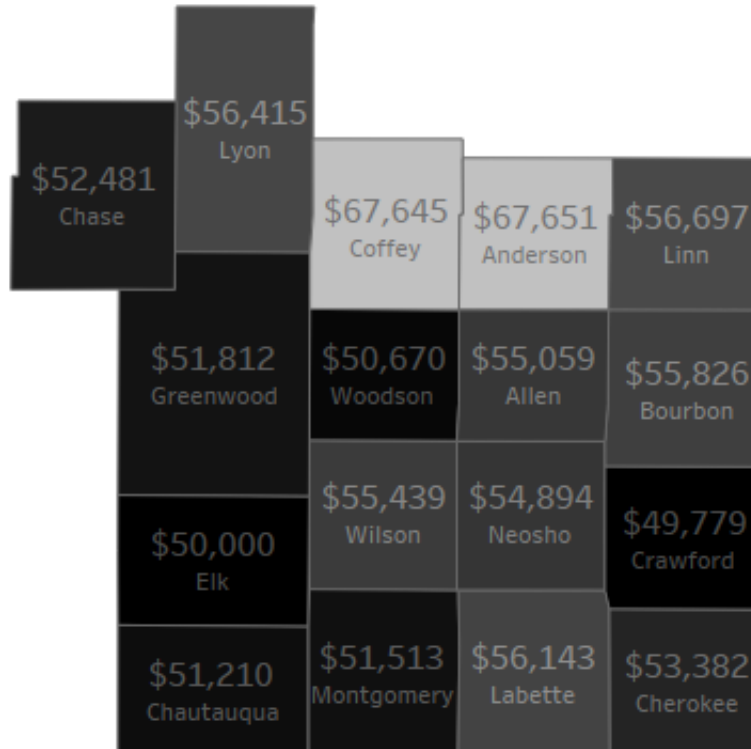 $56,415
Lyon
$52,481
Chase
$67,645
Coffey
$67,651
Anderson
$56,697
Linn
$51,812
Greenwood
$50,670
Woodson
$55,059
Allen
$55,826
Bourbon
$55,439
Wilson
$54,894
Neosho
$49,779
Crawford
$50,000
Elk
$51,210
Chautauqua
$51,513
Montgomery
$56,143
Labette
$53,382
Cherokee